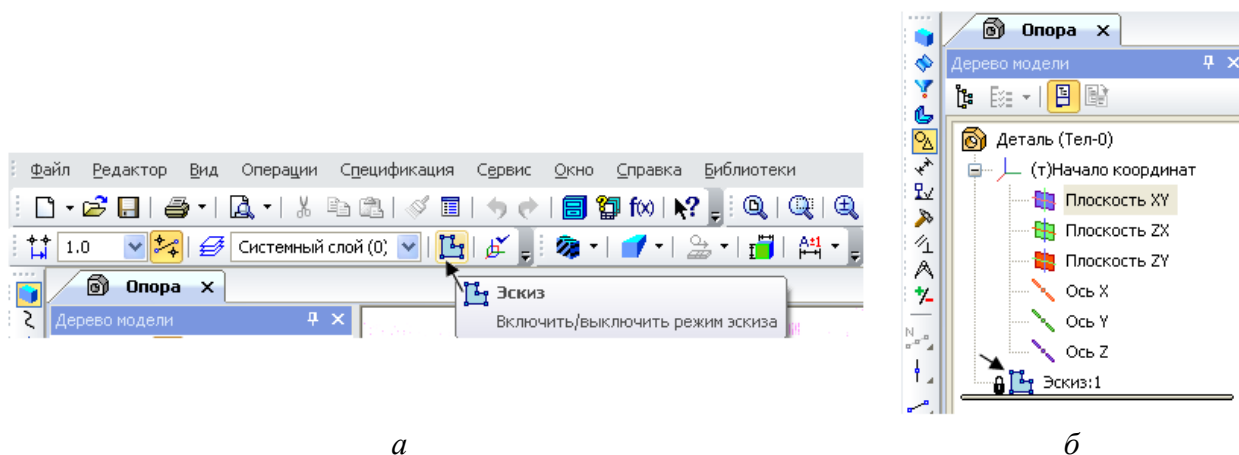 Файл Редактор Вид Операции Спецификация Сервис Окно Справка Библиотеки
f(x)
1.0 Системный слой (0)
Опора
Дерево модели
Эскиз
Включить/выключить режим эскиза
а
Опора
Дерево модели
Деталь (Тел-0)
(т)Начало координат
Плоскость XY
Плоскость ZX
Плоскость ZY
Ось X
Ось Y
Ось Z
Эскиз:1
N
б